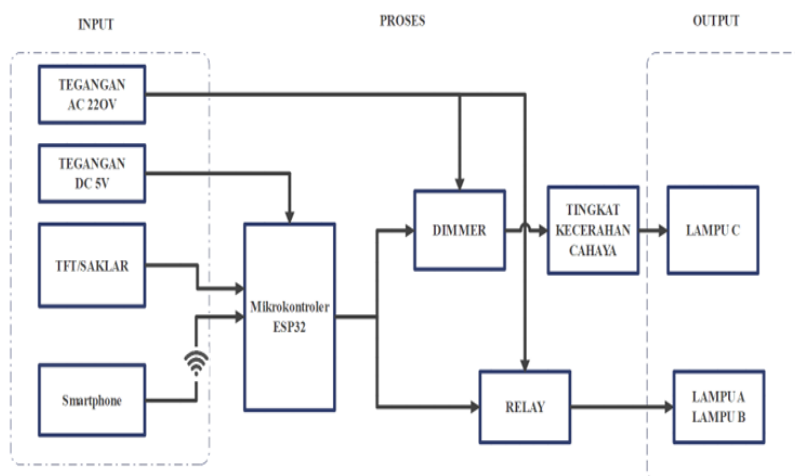 INPUT
PROSES
OUTPUT
TEGANGAN
AC 22OV
TEGANGAN
DC 5V
TFT/SAKLAR
Smartphone
Mikrokontroler
ESP32
DIMMER
TINGKAT
KECERAHAN
CAHAYA
LAMPU C
RELAY
LAMPU A
LAMPU B